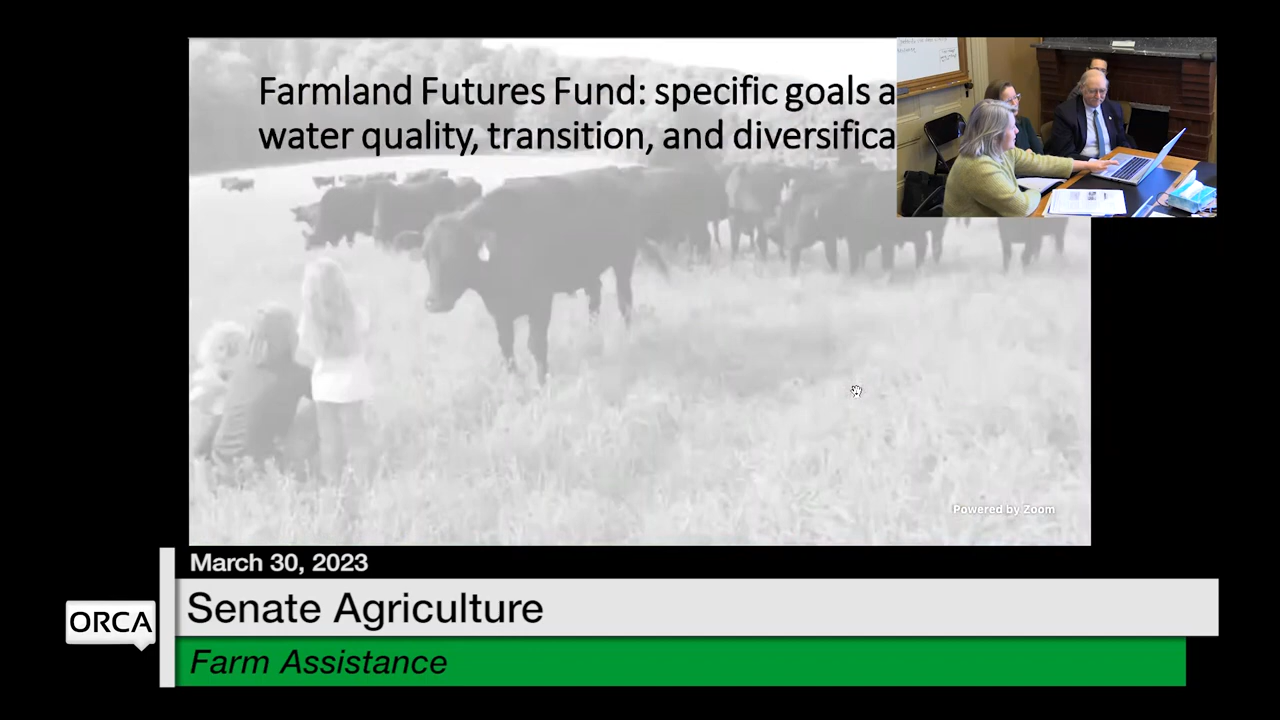 Farmland Futures Fund: specific goals a
water quality, transition, and diversifica
Powered by Zoom
March 30, 2023
Senate Agriculture
ORCA
Farm Assistance